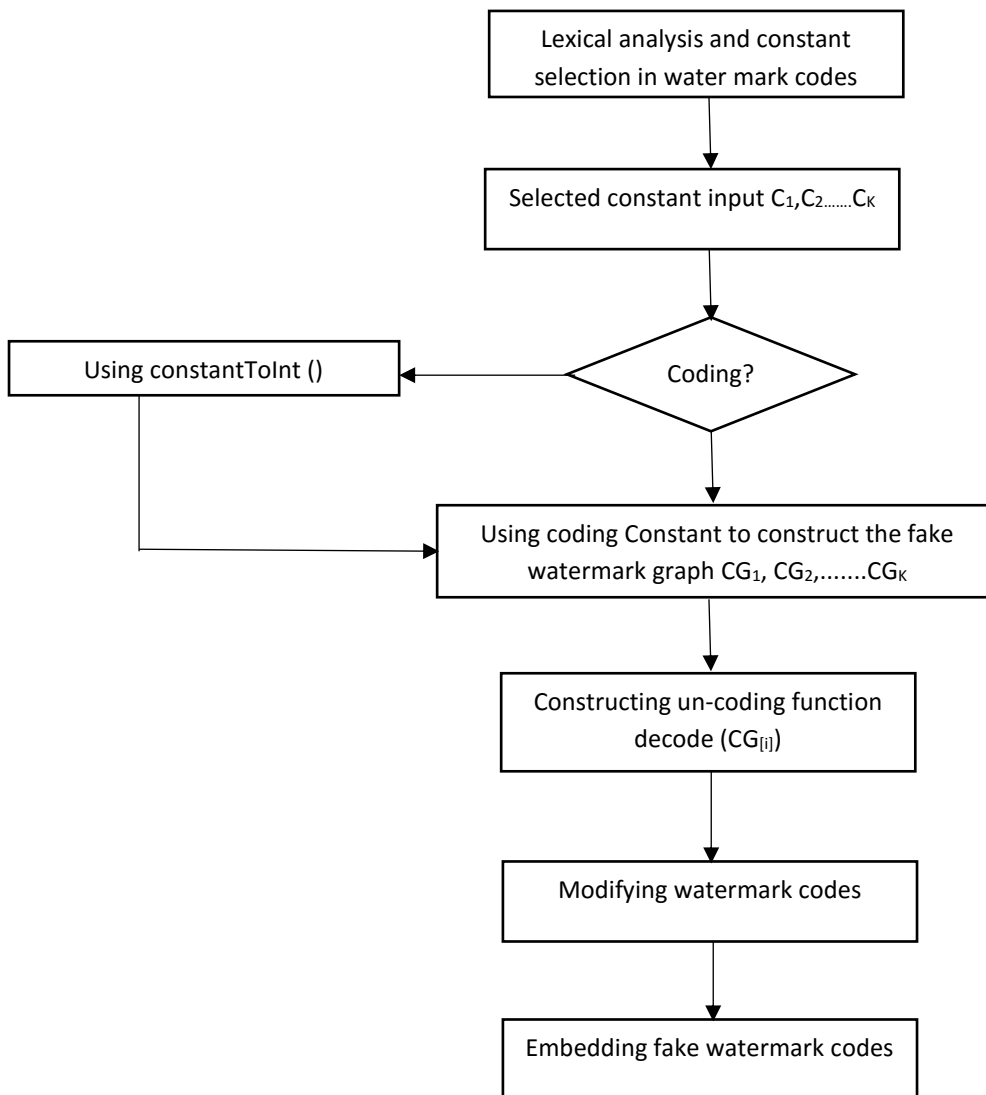 Lexical analysis and constant
selection in water mark codes
Selected constant input C₁,C₂.......Cₖ
Coding?
Using constantToInt ()
Using coding Constant to construct the fake
watermark graph CG₁, CG₂,.......CGₖ
Constructing un-coding function
decode (CG[i])
Modifying watermark codes
Embedding fake watermark codes